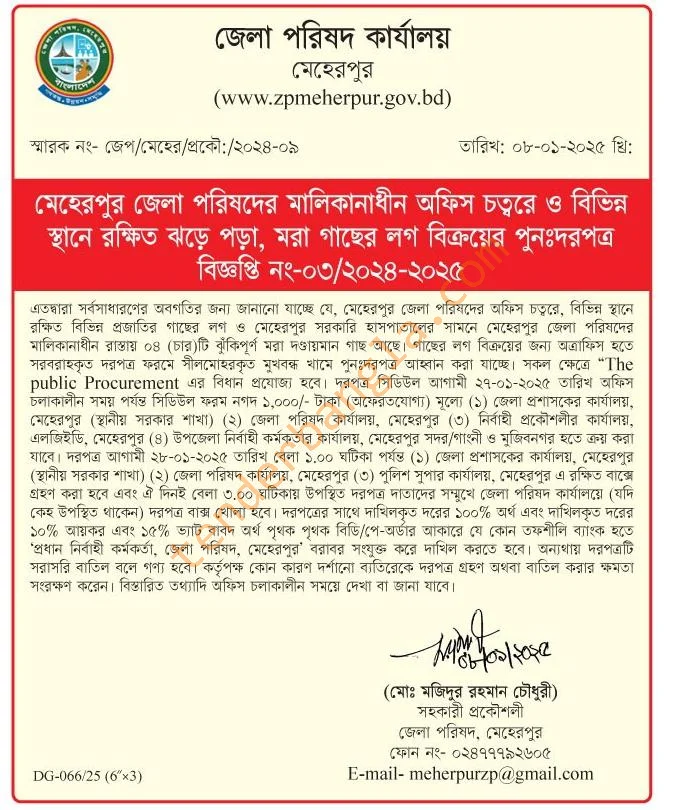 জেলা পরিষদ কার্যালয়
মেহেরপুর
(www.zpmeherpur.gov.bd)
স্মারক নং- জেপ/মেহের/প্রকৌ:/২০২৪-০৯
তারিখ: ০৮-০১-২০২৫ খ্রি:
মেহেরপুর জেলা পরিষদের মালিকানাধীন অফিস চত্বরে ও বিভিন্ন
স্থানে রক্ষিত ঝড়ে পড়া, মরা গাছের লগ বিক্রয়ের পুনঃদরপত্র
বিজ্ঞপ্তি নং-০৩/২০২৪-২০২৫
এতদ্বারা সর্বসাধারণের অবগতির জন্য জানানো যাচ্ছে যে, মেহেরপুর জেলা পরিষদের অফিস চত্বরে, বিভিন্ন স্থানে
রক্ষিত বিভিন্ন প্রজাতির গাছের লগ ও মেহেরপুর সরকারি হাসপাতালের সামনে মেহেরপুর জেলা পরিষদের
মালিকানাধীন রাস্তায় ০৪ (চার)টি ঝুঁকিপূর্ণ মরা দণ্ডায়মান গাছ আছে। গাছের লগ বিক্রয়ের জন্য অত্রাফিস হতে
সরবরাহকৃত দরপত্র ফরমে সীলমোহরকৃত মুখবন্ধ খামে পুনঃদরপত্র আহ্বান করা যাচ্ছে। সকল ক্ষেত্রে “The
public Procurement এর বিধান প্রযোজ্য হবে। দরপত্র সিডিউল আগামী ২৭-০১-২০২৫ তারিখ অফিস
চলাকালীন সময় পর্যন্ত সিডিউল ফরম নগদ ১,০০০/- টাকা (অফেরতযোগ্য) মূল্যে (১) জেলা প্রশাসকের কার্যালয়,
মেহেরপুর (স্থানীয় সরকার শাখা) (২) জেলা পরিষদ কার্যালয়, মেহেরপুর (৩) নির্বাহী প্রকৌশলীর কার্যালয়,
এলজিইডি, মেহেরপুর (৪) উপজেলা নির্বাহী কর্মকর্তার কার্যালয়, মেহেরপুর সদর/গাংনী ও মুজিবনগর হতে ক্রয় করা
যাবে। দরপত্র আগামী ২৮-০১-২০২৫ তারিখ বেলা ১.০০ ঘটিকা পর্যন্ত (১) জেলা প্রশাসকের কার্যালয়, মেহেরপুর
(স্থানীয় সরকার শাখা) (২) জেলা পরিষদ কার্যালয়, মেহেরপুর (৩) পুলিশ সুপার কার্যালয়, মেহেরপুর এ রক্ষিত বাক্সে
গ্রহণ করা হবে এবং ঐ দিনই বেলা ৩.০০ ঘটিকায় উপস্থিত দরপত্র দাতাদের সম্মুখে জেলা পরিষদ কার্যালয়ে (যদি
কেহ উপস্থিত থাকেন) দরপত্র বাক্স খোলা হবে। দরপত্রের সাথে দাখিলকৃত দরের ১০০% অর্থ এবং দাখিলকৃত দরের
১০% আয়কর এবং ১৫% ভ্যাট বাবদ অর্থ পৃথক পৃথক বিডি/পে-অর্ডার আকারে যে কোন তফশীলি ব্যাংক হতে
‘প্রধান নির্বাহী কর্মকর্তা, জেলা পরিষদ, মেহেরপুর’ বরাবর সংযুক্ত করে দাখিল করতে হবে। অন্যথায় দরপত্রটি
সরাসরি বাতিল বলে গণ্য হবে। কর্তৃপক্ষ কোন কারণ দর্শানো ব্যতিরেকে দরপত্র গ্রহণ অথবা বাতিল করার ক্ষমতা
সংরক্ষণ করেন। বিস্তারিত তথ্যাদি অফিস চলাকালীন সময়ে দেখা বা জানা যাবে।
tenderbangla.com
০৮/০১/২০২৫
(মোঃ মজিদুর রহমান চৌধুরী)
সহকারী প্রকৌশলী
জেলা পরিষদ, মেহেরপুর
ফোন নং- ০২৪৭৭৭৯২৬০৫
E-mail- meherpurzp@gmail.com
DG-066/25 (6″×3)